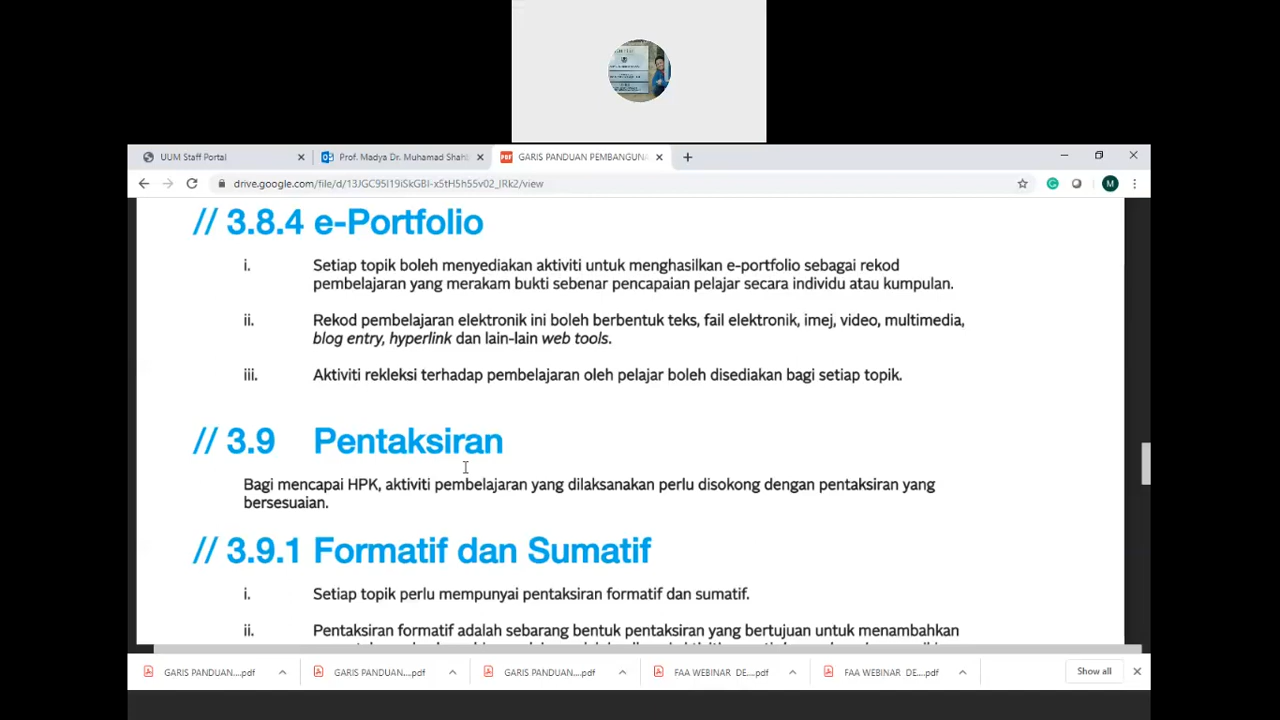 UUM Staff Portal
Prof. Madya Dr. Muhamad Shahb
GARIS PANDUAN PEMBANGUNA
drive.google.com/file/d/13JGC95I19iSkGBI-x5tH5h55v02_IRk2/view
M
// 3.8.4 e-Portfolio
i. Setiap topik boleh menyediakan aktiviti untuk menghasilkan e-portfolio sebagai rekod
pembelajaran yang merakam bukti sebenar pencapaian pelajar secara individu atau kumpulan.
ii. Rekod pembelajaran elektronik ini boleh berbentuk teks, fail elektronik, imej, video, multimedia,
blog entry, hyperlink dan lain-lain web tools.
iii. Aktiviti rekleksi terhadap pembelajaran oleh pelajar boleh disediakan bagi setiap topik.
// 3.9 Pentaksiran
Bagi mencapai HPK, aktiviti pembelajaran yang dilaksanakan perlu disokong dengan pentaksiran yang
bersesuaian.
// 3.9.1 Formatif dan Sumatif
i. Setiap topik perlu mempunyai pentaksiran formatif dan sumatif.
ii. Pentaksiran formatif adalah sebarang bentuk pentaksiran yang bertujuan untuk menambahkan
GARIS PANDUAN....pdf
GARIS PANDUAN....pdf
GARIS PANDUAN....pdf
FAA WEBINAR DE....pdf
FAA WEBINAR DE....pdf
Show all